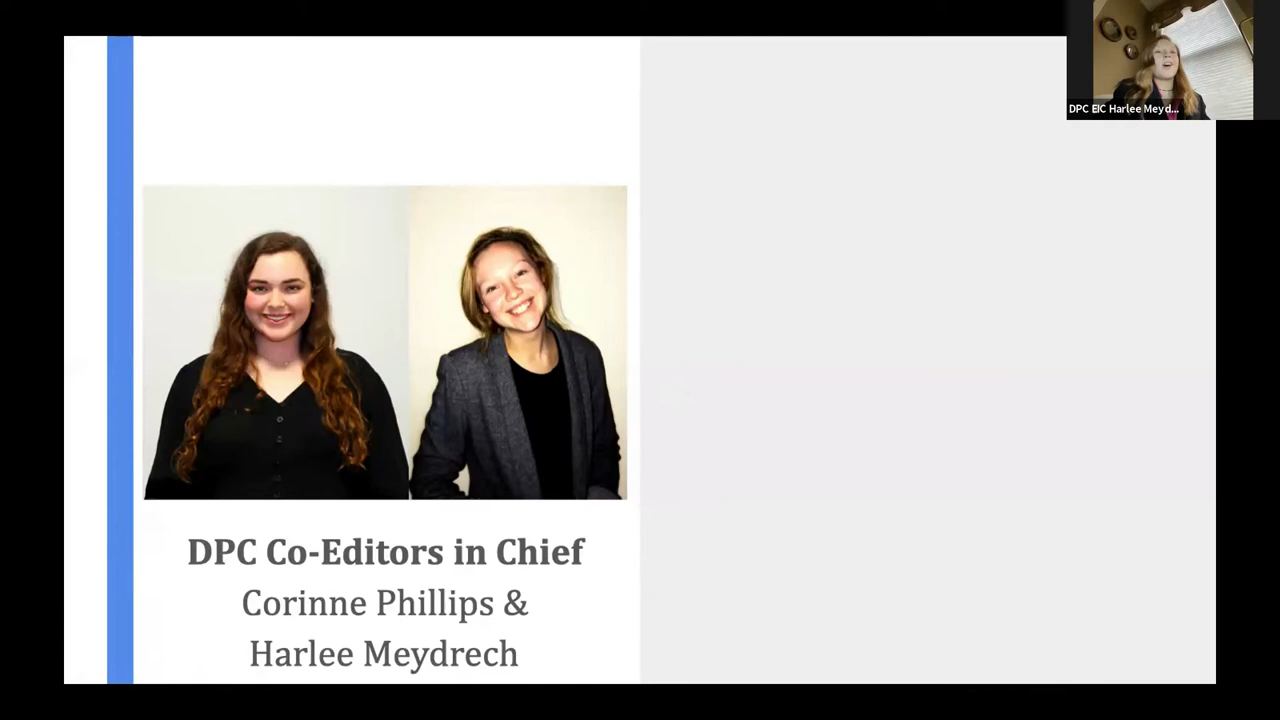 DPC EIC Harlee Meyd...
DPC Co-Editors in Chief
Corinne Phillips &
Harlee Meydrech